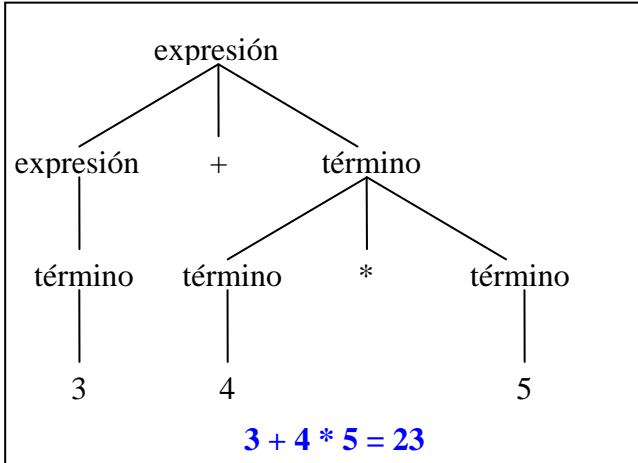 expresión
expresión + término
término término * término
3 4 5
3 + 4 * 5 = 23